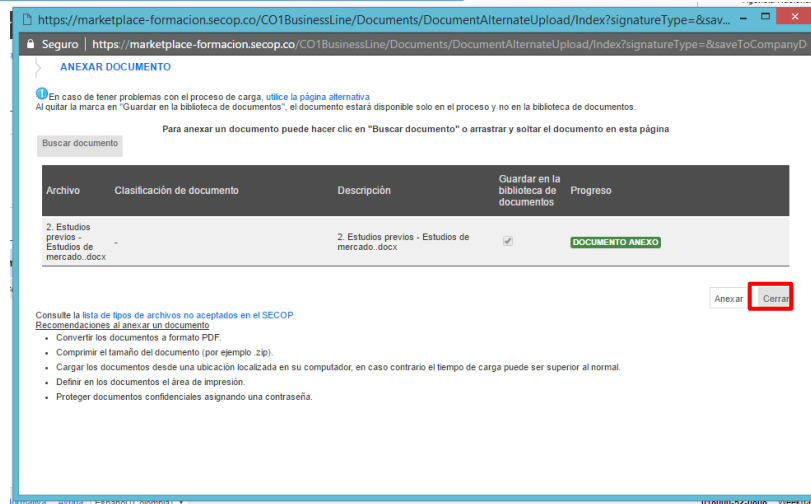 https://marketplace-formacion.secop.co/CO1BusinessLine/Documents/DocumentAlternateUpload/Index?signatureType=&sav...
Seguro | https://marketplace-formacion.secop.co/CO1BusinessLine/Documents/DocumentAlternateUpload/Index?signatureType=&saveToCompanyD
ANEXAR DOCUMENTO
En caso de tener problemas con el proceso de carga, utilice la página alternativa
Al quitar la marca en "Guardar en la biblioteca de documentos", el documento estará disponible solo en el proceso y no en la biblioteca de documentos.
Para anexar un documento puede hacer clic en "Buscar documento" o arrastrar y soltar el documento en esta página
Buscar documento
Archivo Clasificación de documento Descripción Guardar en la biblioteca de documentos Progreso
2. Estudios
previos -
Estudios de
mercado..docx
-
2. Estudios previos - Estudios de
mercado..docx
DOCUMENTO ANEXO
Anexar Cerrar
Consulte la lista de tipos de archivos no aceptados en el SECOP
Recomendaciones al anexar un documento
• Convertir los documentos a formato PDF.
• Comprimir el tamaño del documento (por ejemplo .zip).
• Cargar los documentos desde una ubicación localizada en su computador, en caso contrario el tiempo de carga puede ser superior al normal.
• Definir en los documentos el área de impresión.
• Proteger documentos confidenciales asignando una contraseña.